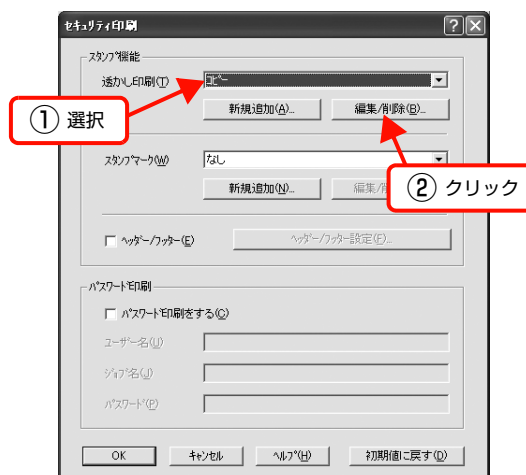 セキュリティ印刷
スタンプ機能
透かし印刷(T)
コピー
新規追加(A)...
編集/削除(B)...
① 選択
スタンプマーク(W)
なし
新規追加(N)...
編集/削
② クリック
ヘッダー/フッター(E)
ヘッダー/フッター設定(F)...
パスワード印刷
パスワード印刷をする(C)
ユーザー名(U)
ジョブ名(J)
パスワード(P)
OK
キャンセル
ヘルプ(H)
初期値に戻す(D)